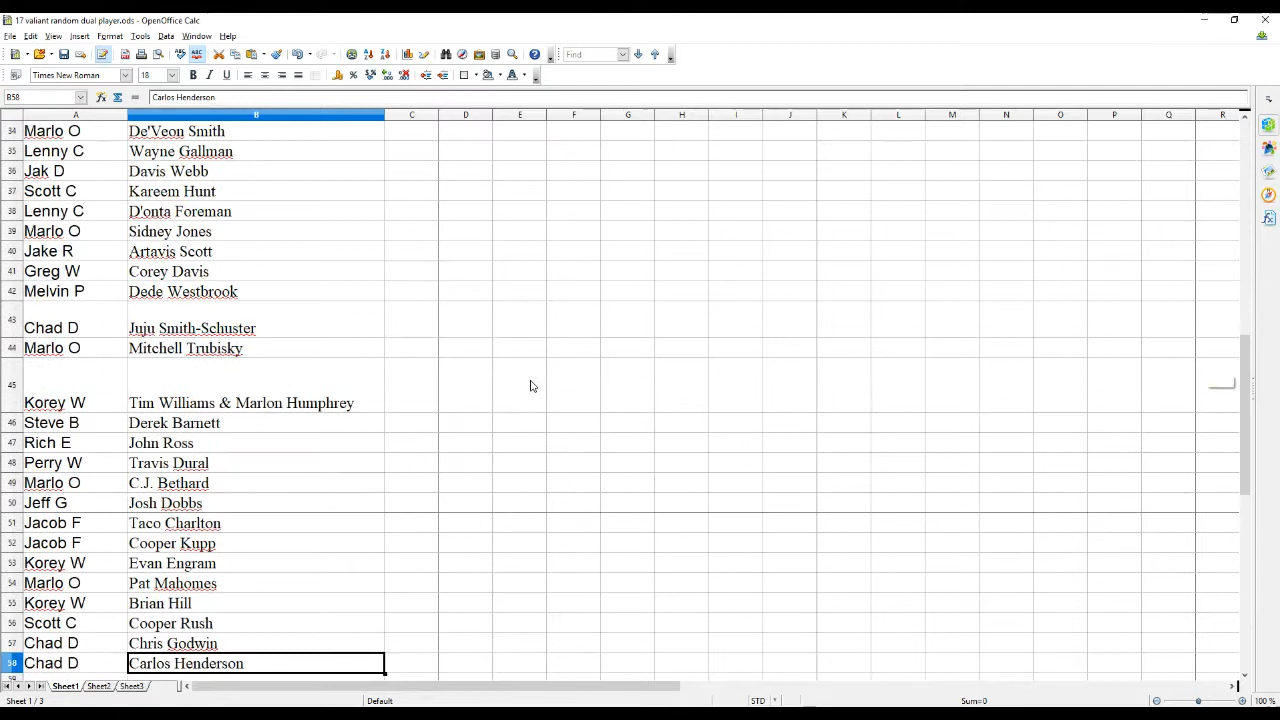 17 valiant random dual player.ods - OpenOffice Calc
File Edit View Insert Format Tools Data Window Help
Find
Times New Roman 18
B58 Carlos Henderson
A B C D E F G H I J K L M N O P Q R
34 Marlo O De'Veon Smith
35 Lenny C Wayne Gallman
36 Jak D Davis Webb
37 Scott C Kareem Hunt
38 Lenny C D'onta Foreman
39 Marlo O Sidney Jones
40 Jake R Artavis Scott
41 Greg W Corey Davis
42 Melvin P Dede Westbrook
43 Chad D Juju Smith-Schuster
44 Marlo O Mitchell Trubisky
45 Korey W Tim Williams & Marlon Humphrey
46 Steve B Derek Barnett
47 Rich E John Ross
48 Perry W Travis Dural
49 Marlo O C.J. Bethard
50 Jeff G Josh Dobbs
51 Jacob F Taco Charlton
52 Jacob F Cooper Kupp
53 Korey W Evan Engram
54 Marlo O Pat Mahomes
55 Korey W Brian Hill
56 Scott C Cooper Rush
57 Chad D Chris Godwin
58 Chad D Carlos Henderson
Sheet1 Sheet2 Sheet3
Sheet 1 / 3 Default STD * Sum=0 100 %